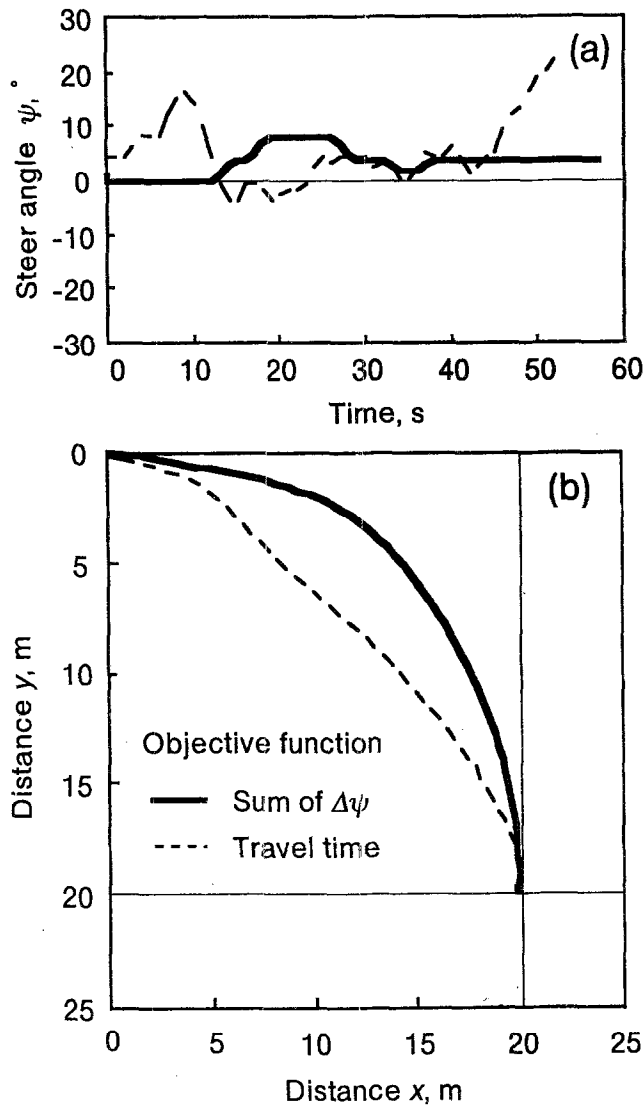 30
(a)
20
10
0
-10
-20
-30
Steer angle ψ, °
0 10 20 30 40 50 60
Time, s
0
(b)
5
10
15
20
25
Distance y, m
Objective function
Sum of Δψ
Travel time
0 5 10 15 20 25
Distance x, m